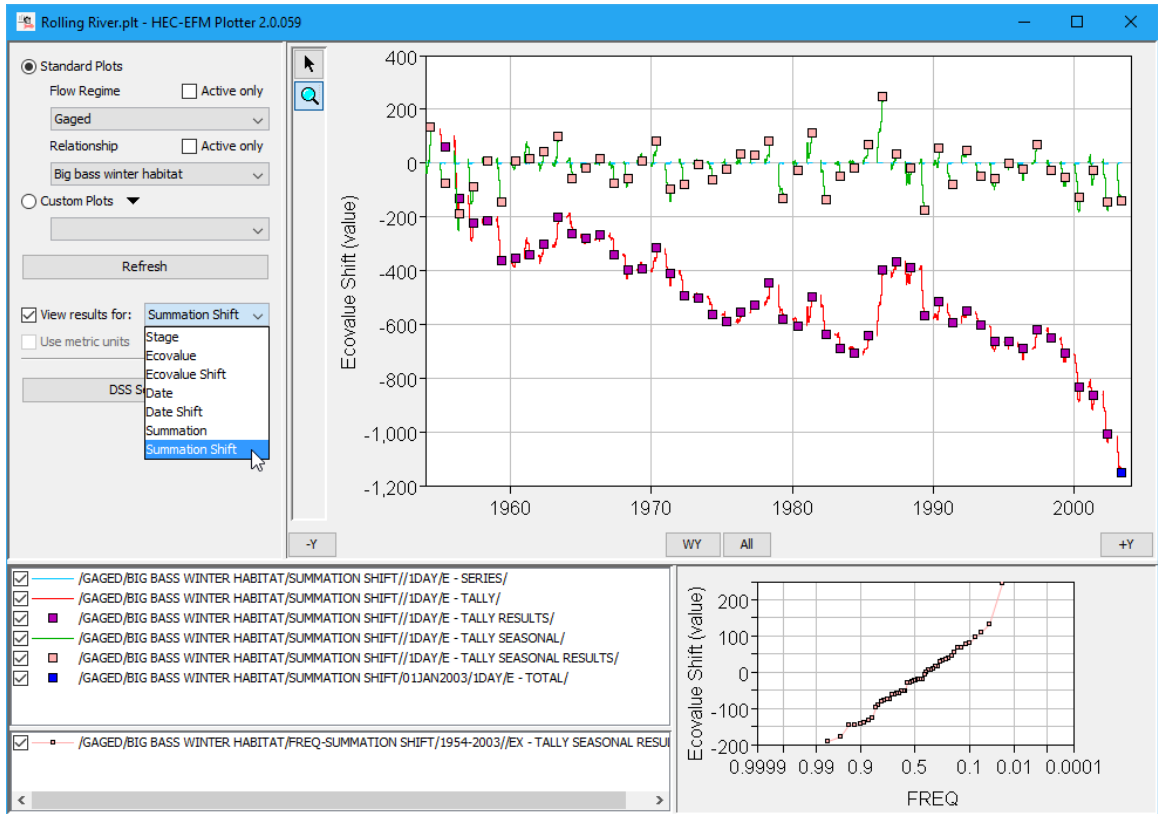 Rolling River.plt - HEC-EFM Plotter 2.0.059
Standard Plots
Flow Regime
Active only
Gaged
Relationship
Active only
Big bass winter habitat
Custom Plots
Refresh
View results for:
Summation Shift
Use metric units
Stage
Ecovalue
Ecovalue Shift
Date
Date Shift
Summation
Summation Shift
DSS S
Ecovalue Shift (value)
400
200
0
-200
-400
-600
-800
-1,000
-1,200
1960
1970
1980
1990
2000
-Y
WY
All
+Y
/GAGED/BIG BASS WINTER HABITAT/SUMMATION SHIFT//1DAY/E - SERIES/
/GAGED/BIG BASS WINTER HABITAT/SUMMATION SHIFT//1DAY/E - TALLY/
/GAGED/BIG BASS WINTER HABITAT/SUMMATION SHIFT//1DAY/E - TALLY RESULTS/
/GAGED/BIG BASS WINTER HABITAT/SUMMATION SHIFT//1DAY/E - TALLY SEASONAL/
/GAGED/BIG BASS WINTER HABITAT/SUMMATION SHIFT//1DAY/E - TALLY SEASONAL RESULTS/
/GAGED/BIG BASS WINTER HABITAT/SUMMATION SHIFT/01JAN2003/1DAY/E - TOTAL/
/GAGED/BIG BASS WINTER HABITAT/FREQ-SUMMATION SHIFT/1954-2003//EX - TALLY SEASONAL RESU
Ecovalue Shift (value)
200
100
0
-100
-200
0.9999 0.99 0.9 0.5 0.1 0.01 0.0001
FREQ